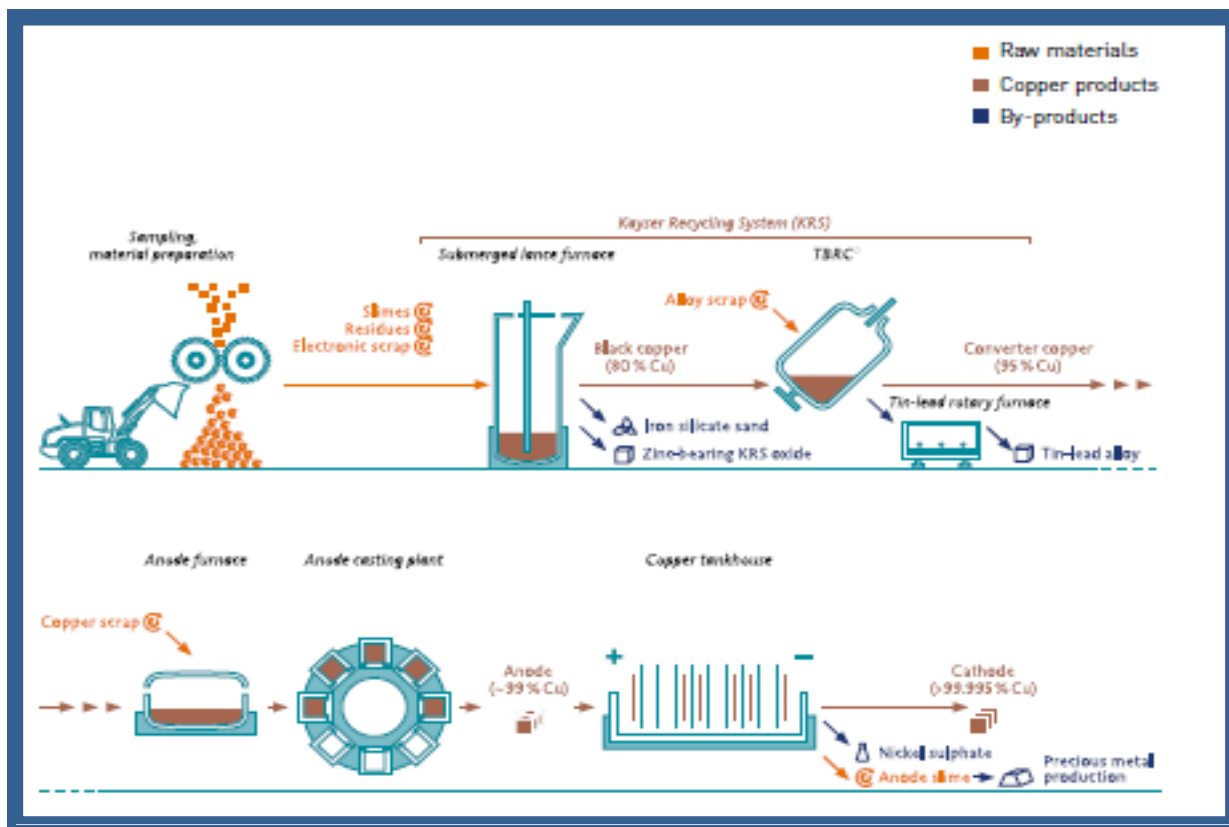 Raw materials
Copper products
By-products
Kayser Recycling System (KRS)
Sampling,
material preparation
Submerged lance furnace
TBRC
Slimes
Residues
Electronic scrap
Alloy scrap
Black copper
(80 % Cu)
Converter copper
(95 % Cu)
Tin-lead rotary furnace
Iron silicate sand
Zinc-bearing KRS oxide
Tin-lead alloy
Anode furnace
Anode casting plant
Copper tankhouse
Copper scrap
+
−
Anode
(~99 % Cu)
Cathode
(>99.995 % Cu)
Nickel sulphate
Anode slime
Precious metal
production